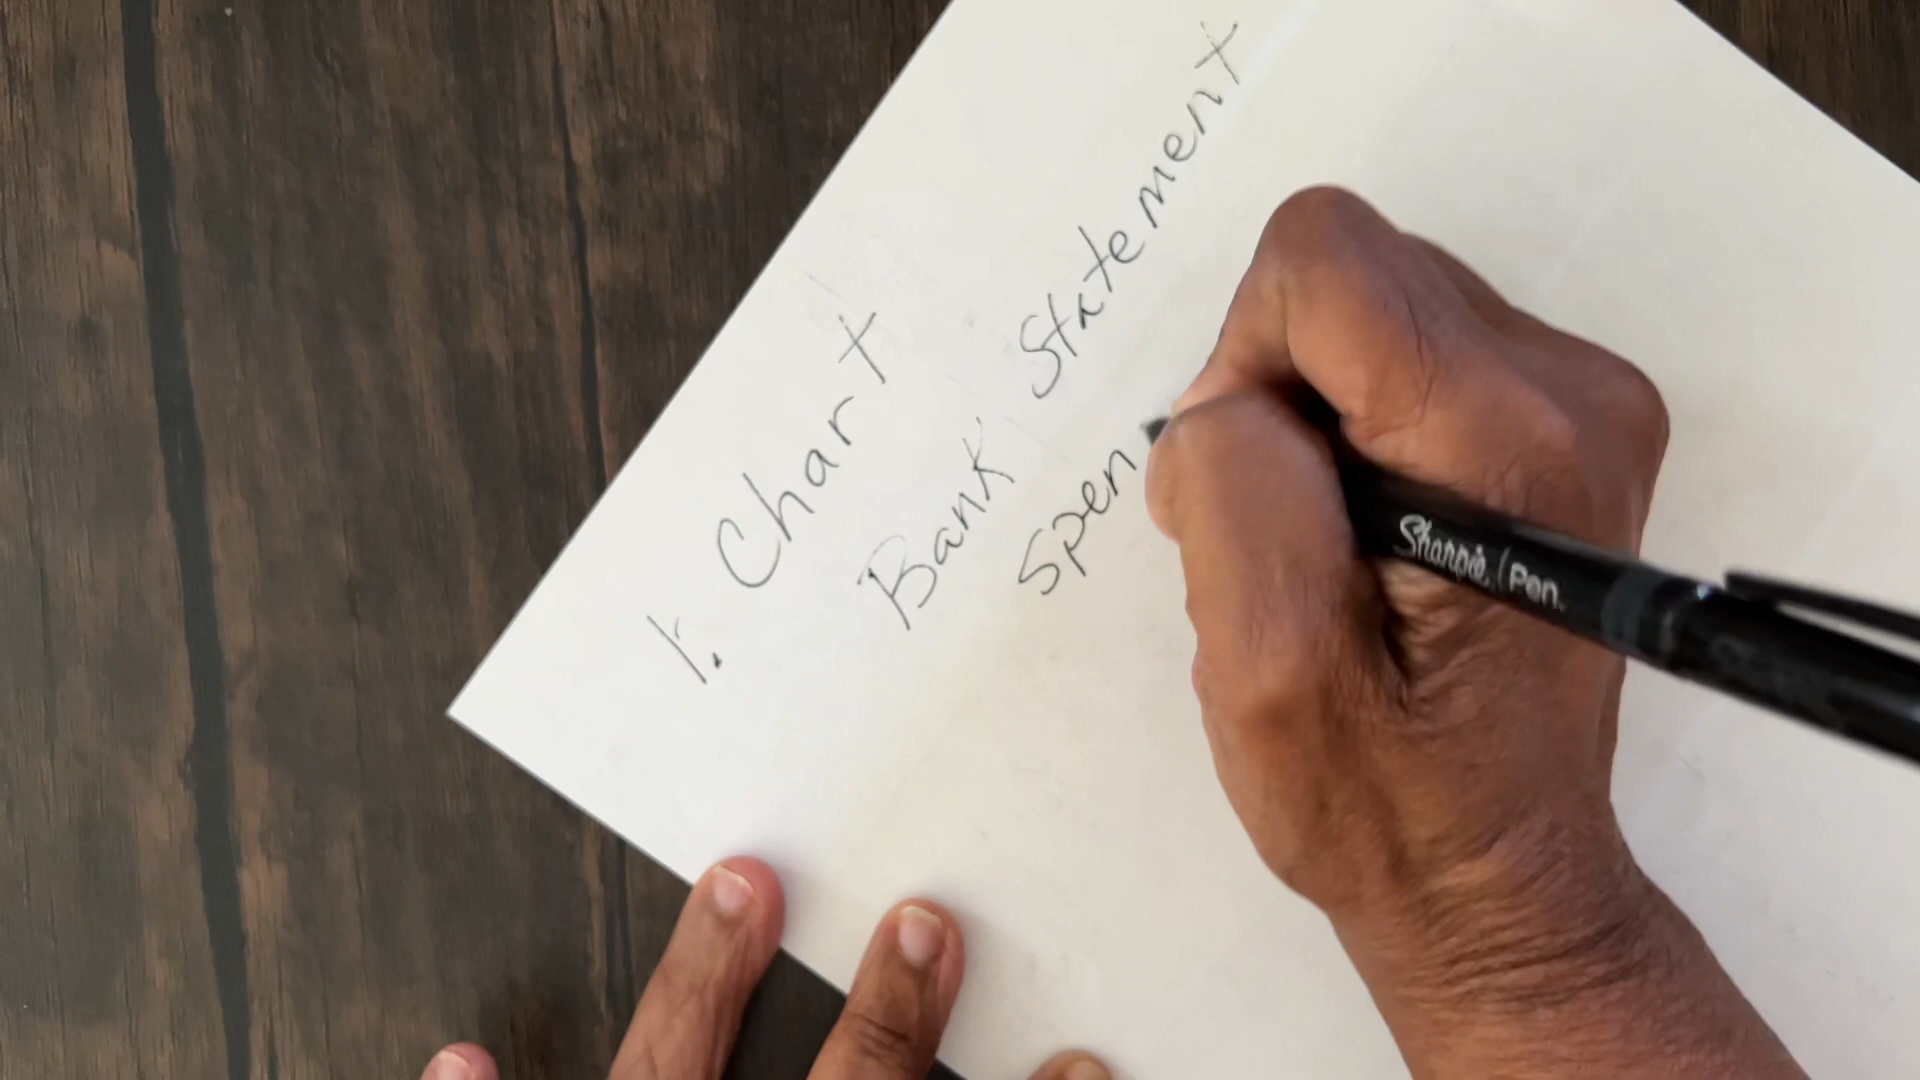 1. Chart
Bank Statement
Spen
Sharpie. | Pen.